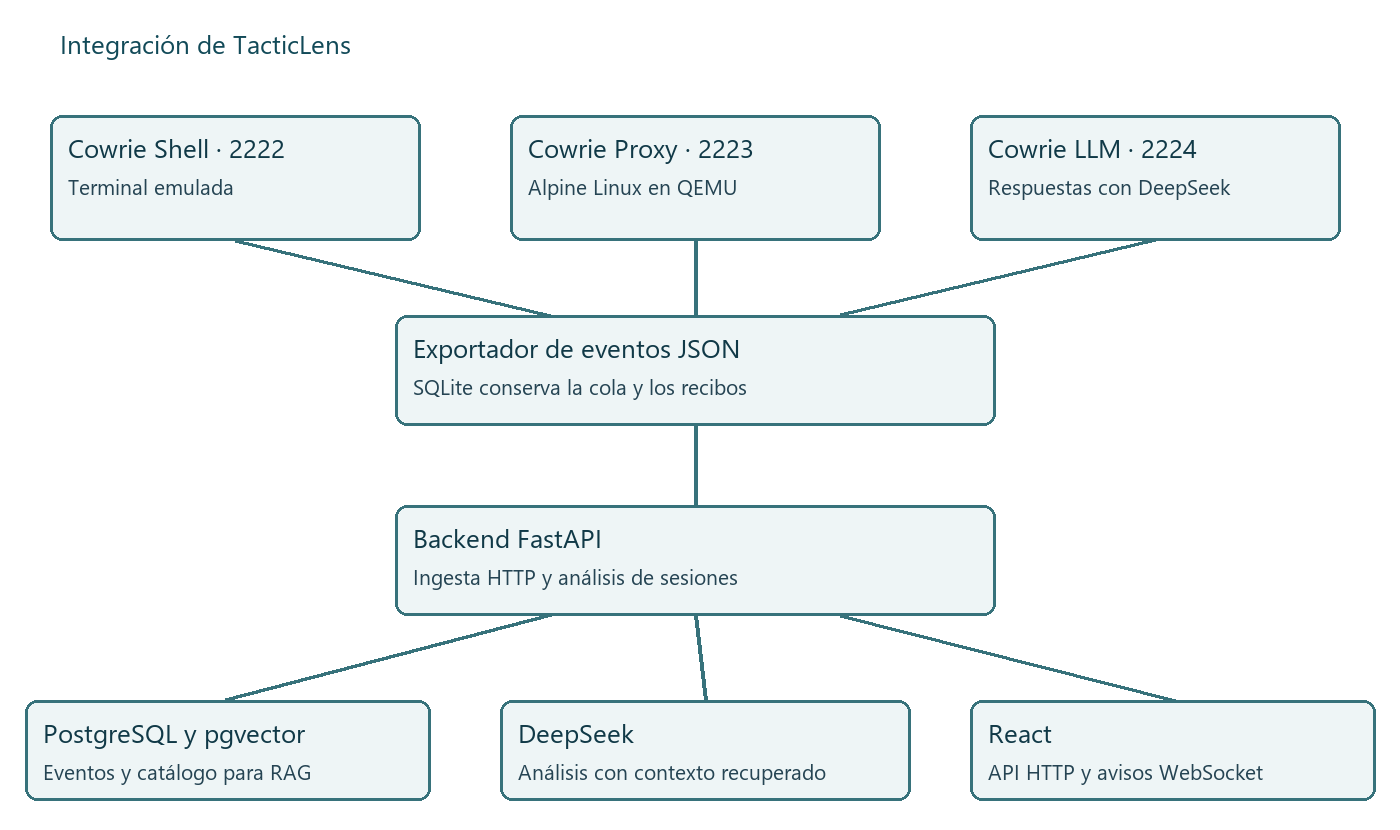 Integración de TacticLens
Cowrie Shell · 2222
Terminal emulada
Cowrie Proxy · 2223
Alpine Linux en QEMU
Cowrie LLM · 2224
Respuestas con DeepSeek
Exportador de eventos JSON
SQLite conserva la cola y los recibos
Backend FastAPI
Ingesta HTTP y análisis de sesiones
PostgreSQL y pgvector
Eventos y catálogo para RAG
DeepSeek
Análisis con contexto recuperado
React
API HTTP y avisos WebSocket